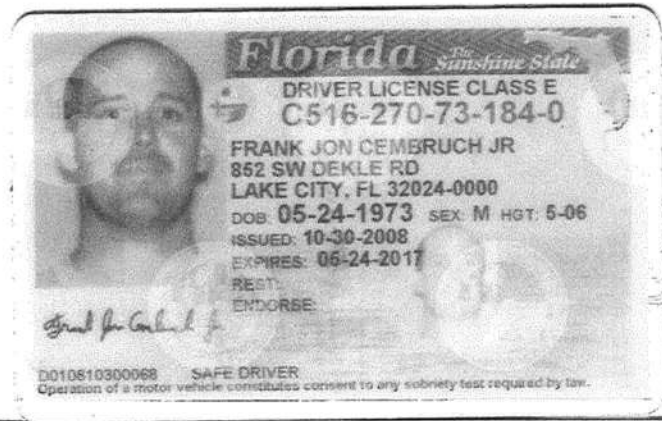 Florida The Sunshine State
DRIVER LICENSE CLASS E
C516-270-73-184-0
FRANK JON CEMBRUCH JR
852 SW DEKLE RD
LAKE CITY, FL 32024-0000
DOB: 05-24-1973 SEX: M HGT: 5-06
ISSUED: 10-30-2008
EXPIRES: 05-24-2017
REST:
ENDORSE:
D010810300068 SAFE DRIVER
Operation of a motor vehicle constitutes consent to any sobriety test required by law.